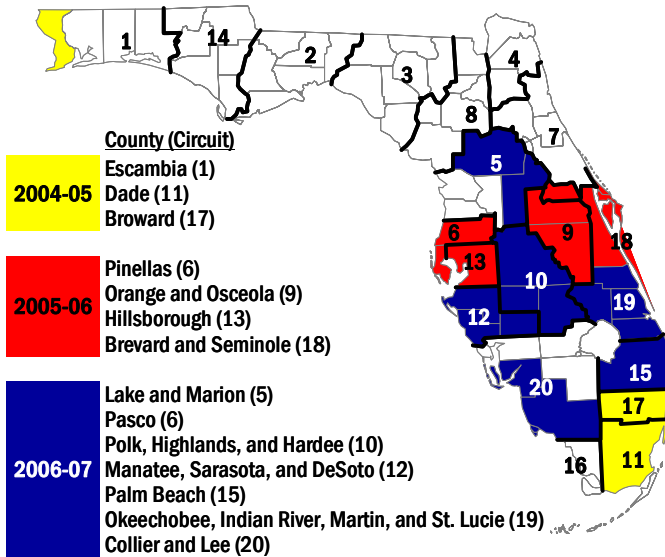 1
14
2
3
4
8
7
5
6
9
18
13
10
19
12
15
20
17
16
11
County (Circuit)
2004-05
Escambia (1)
Dade (11)
Broward (17)
2005-06
Pinellas (6)
Orange and Osceola (9)
Hillsborough (13)
Brevard and Seminole (18)
2006-07
Lake and Marion (5)
Pasco (6)
Polk, Highlands, and Hardee (10)
Manatee, Sarasota, and DeSoto (12)
Palm Beach (15)
Okeechobee, Indian River, Martin, and St. Lucie (19)
Collier and Lee (20)